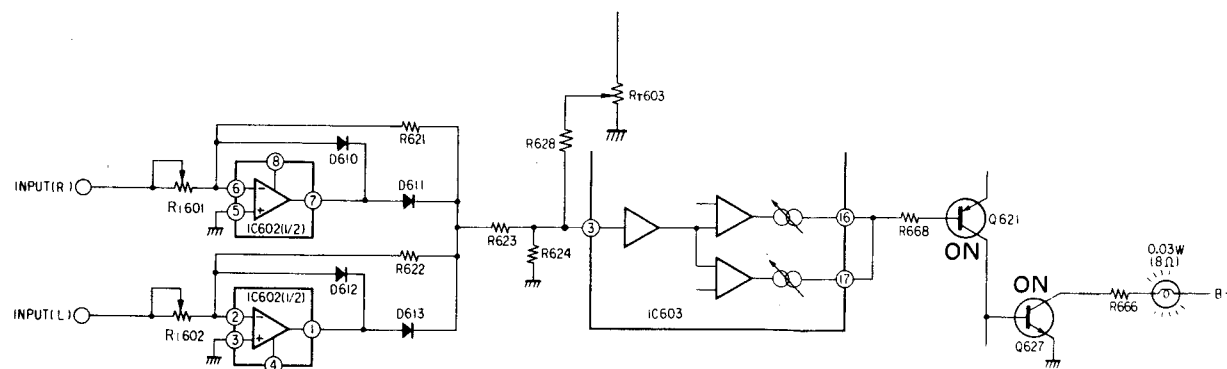 RT603
R628
R621
D610
8
INPUT(R)
6
7
D611
RT601
5
IC602(1/2)
3
16
R623
R624
R668
Q621
ON
R622
D612
17
0.03W
(8Ω)
IC602(1/2)
INPUT(L)
2
1
D613
IC603
ON
B
R666
RT602
3
4
Q627